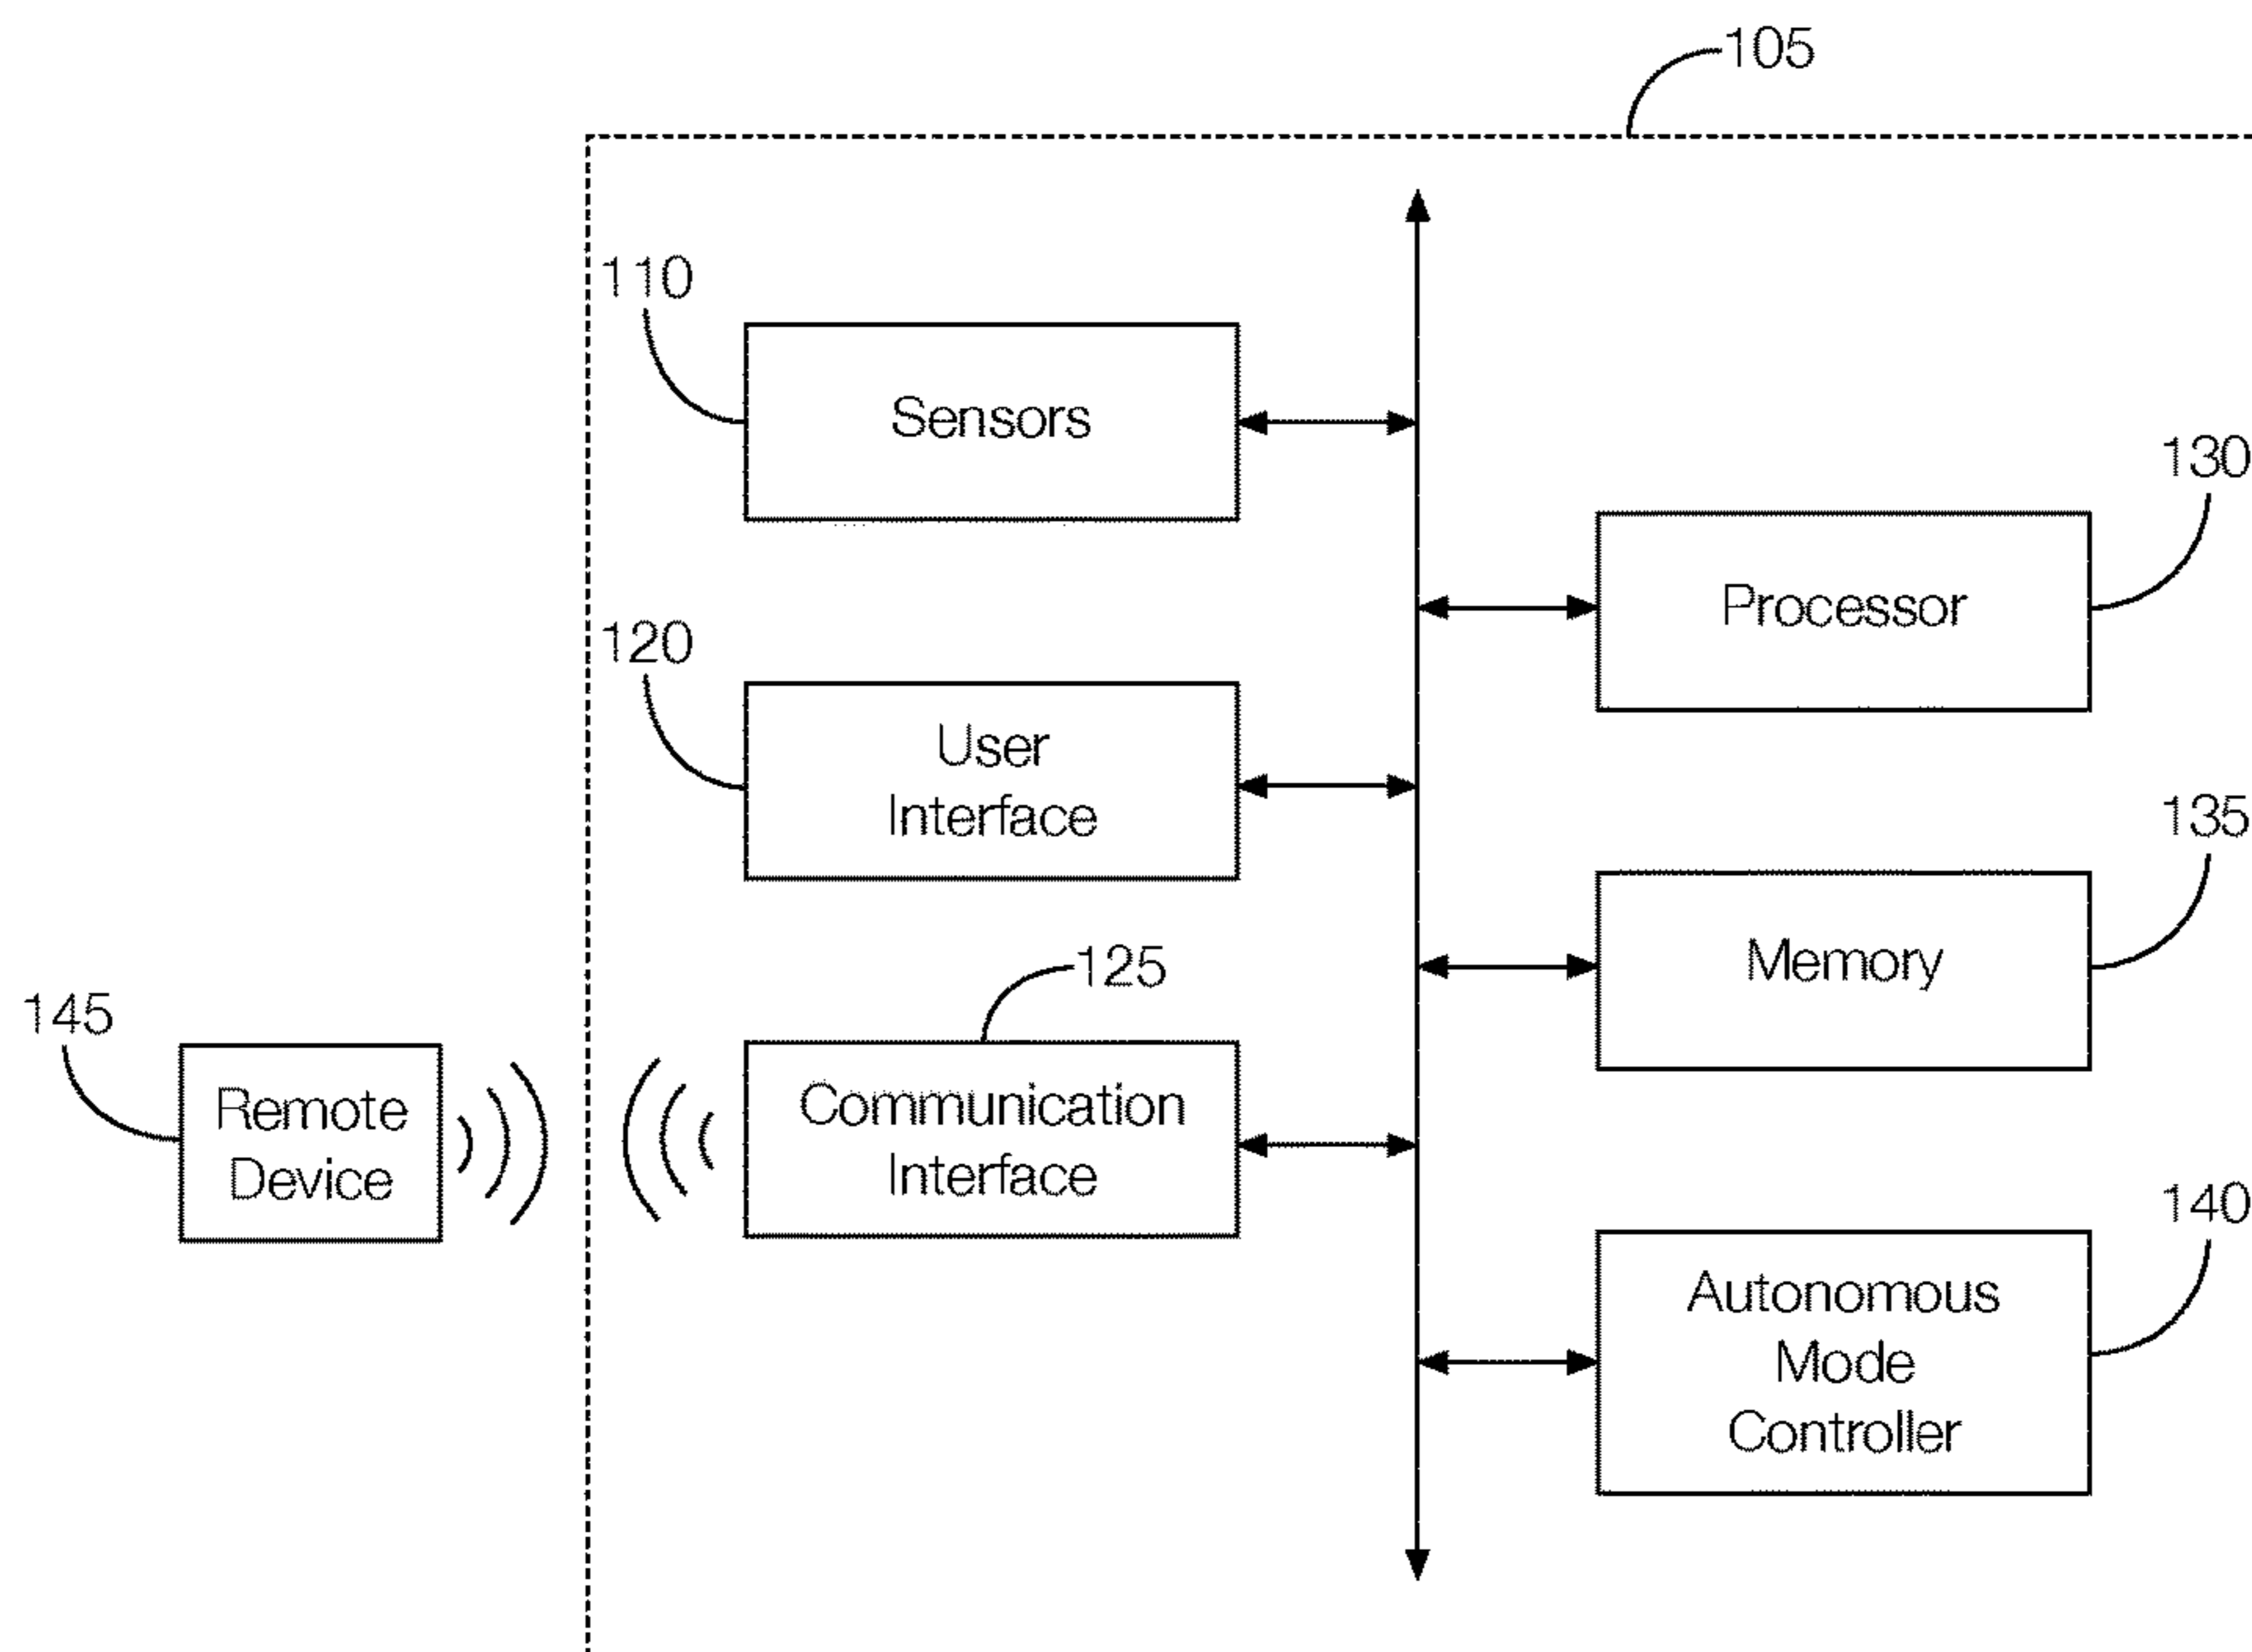 105
110
Sensors
130
Processor
120
User
Interface
135
Memory
125
145
Remote
Device
Communication
Interface
140
Autonomous
Mode
Controller